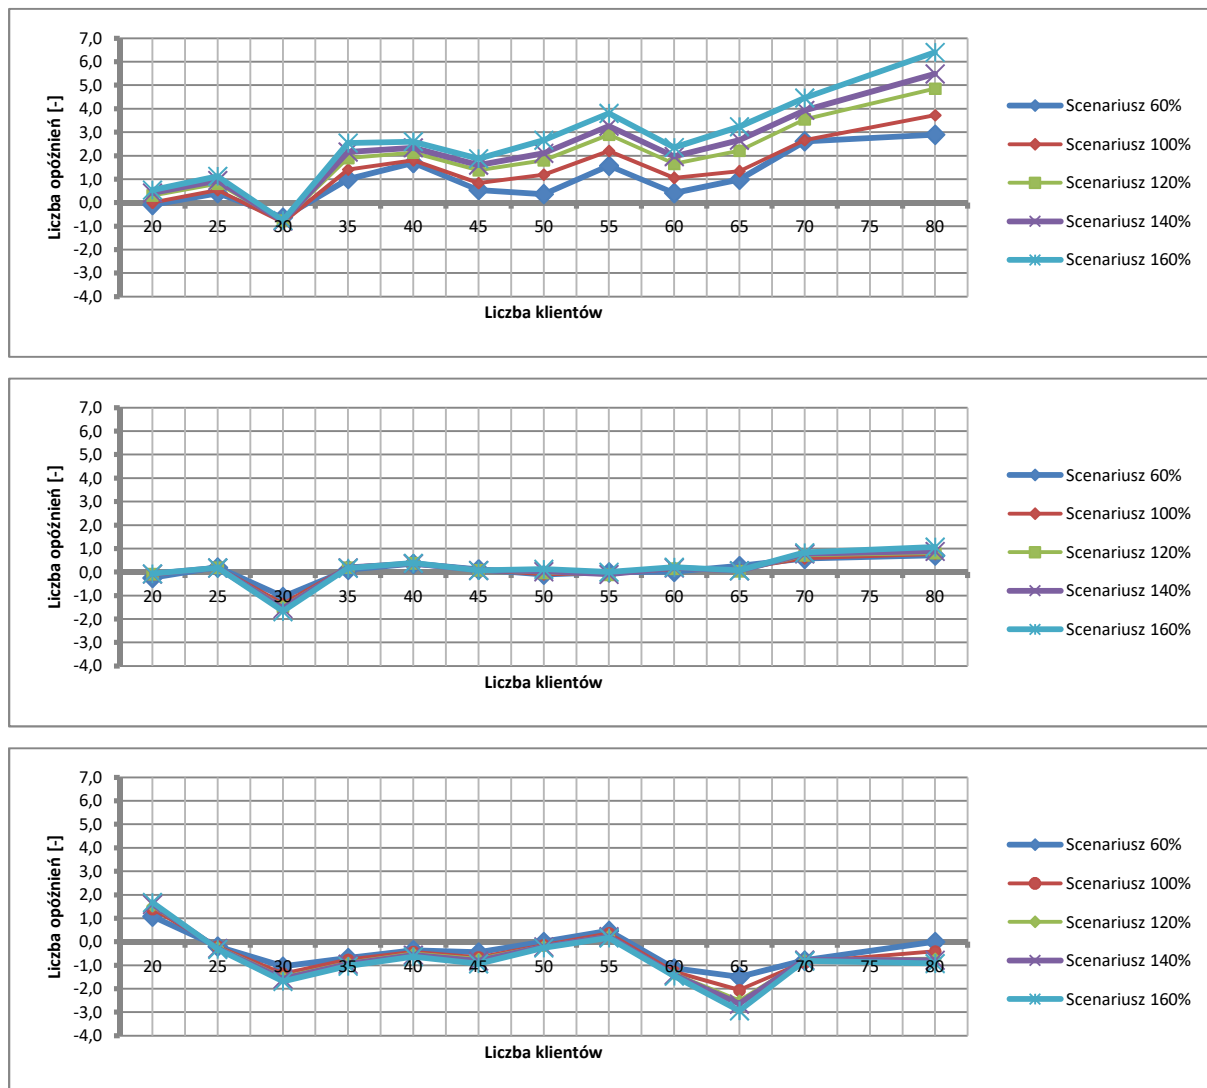 7,0
6,0
5,0
4,0
3,0
2,0
1,0
0,0
-1,0
-2,0
-3,0
-4,0
Liczba opóźnień [-]
20 25 30 35 40 45 50 55 60 65 70 75 80
Liczba klientów
Scenariusz 60%
Scenariusz 100%
Scenariusz 120%
Scenariusz 140%
Scenariusz 160%
7,0
6,0
5,0
4,0
3,0
2,0
1,0
0,0
-1,0
-2,0
-3,0
-4,0
Liczba opóźnień [-]
20 25 30 35 40 45 50 55 60 65 70 75 80
Liczba klientów
Scenariusz 60%
Scenariusz 100%
Scenariusz 120%
Scenariusz 140%
Scenariusz 160%
7,0
6,0
5,0
4,0
3,0
2,0
1,0
0,0
-1,0
-2,0
-3,0
-4,0
Liczba opóźnień [-]
20 25 30 35 40 45 50 55 60 65 70 75 80
Liczba klientów
Scenariusz 60%
Scenariusz 100%
Scenariusz 120%
Scenariusz 140%
Scenariusz 160%